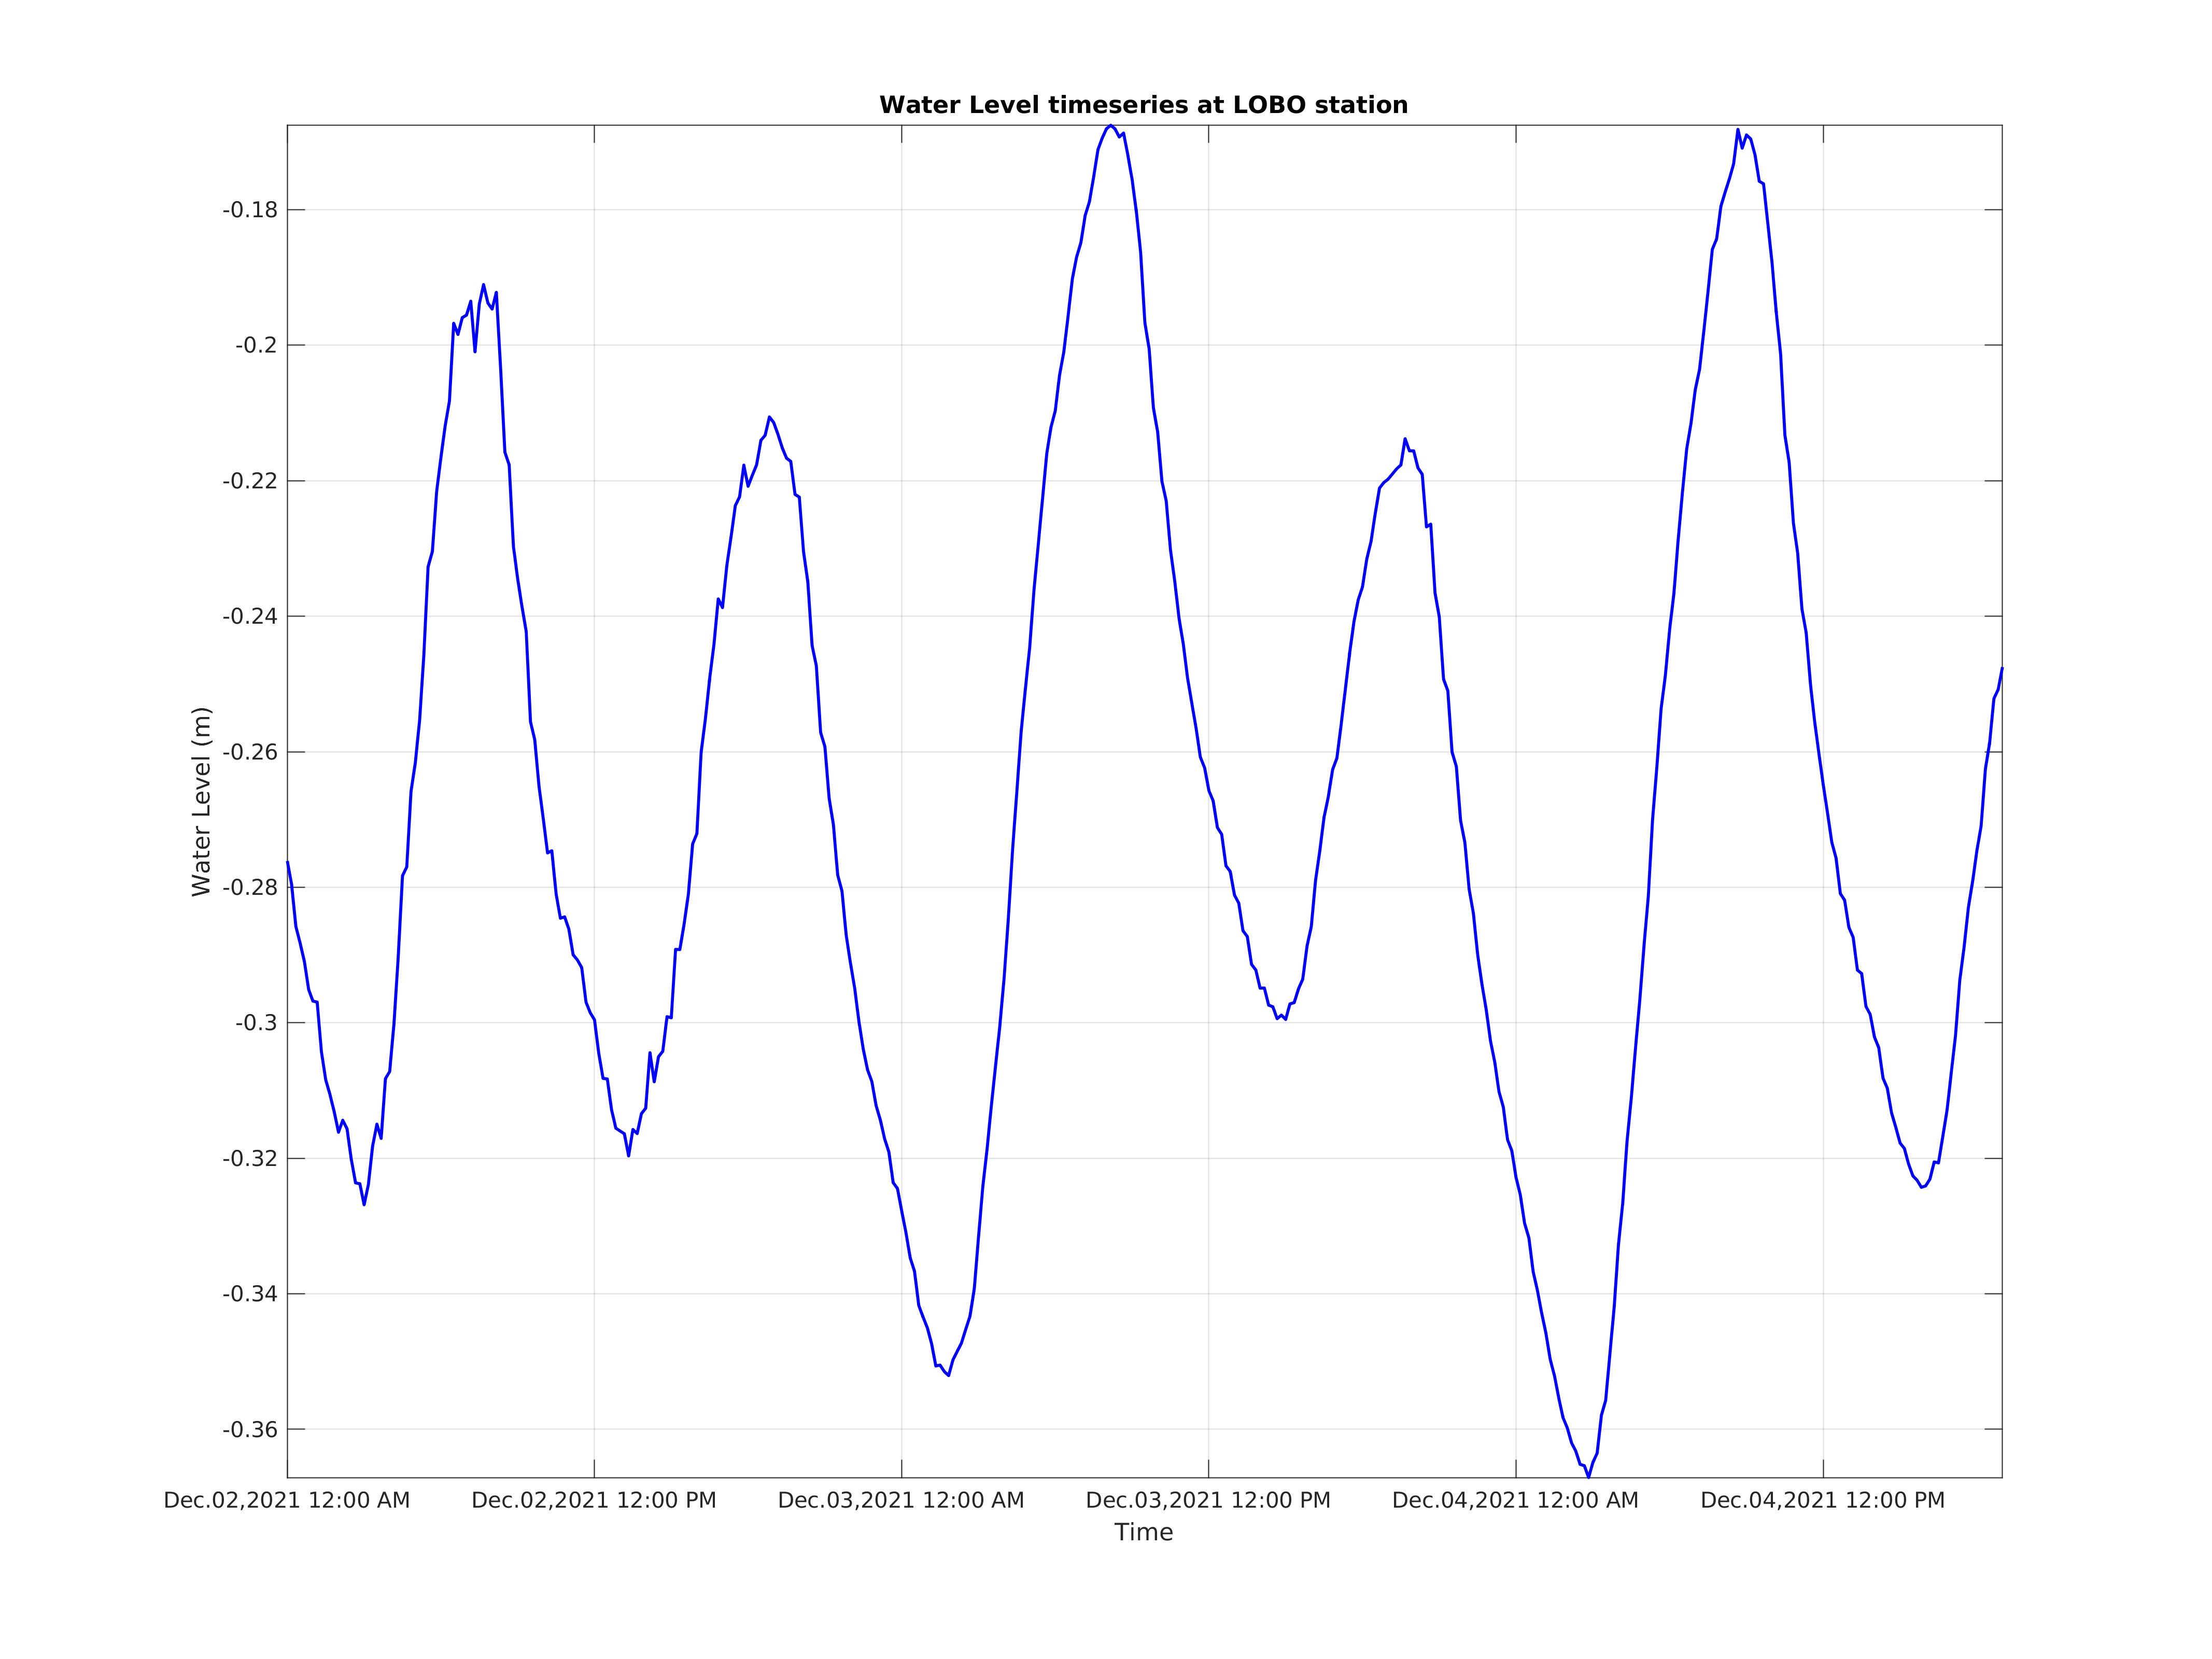 Water Level timeseries at LOBO station
-0.18
-0.2
-0.22
-0.24
-0.26
-0.28
-0.3
-0.32
-0.34
-0.36
Water Level (m)
Dec.02,2021 12:00 AM
Dec.02,2021 12:00 PM
Dec.03,2021 12:00 AM
Dec.03,2021 12:00 PM
Dec.04,2021 12:00 AM
Dec.04,2021 12:00 PM
Time